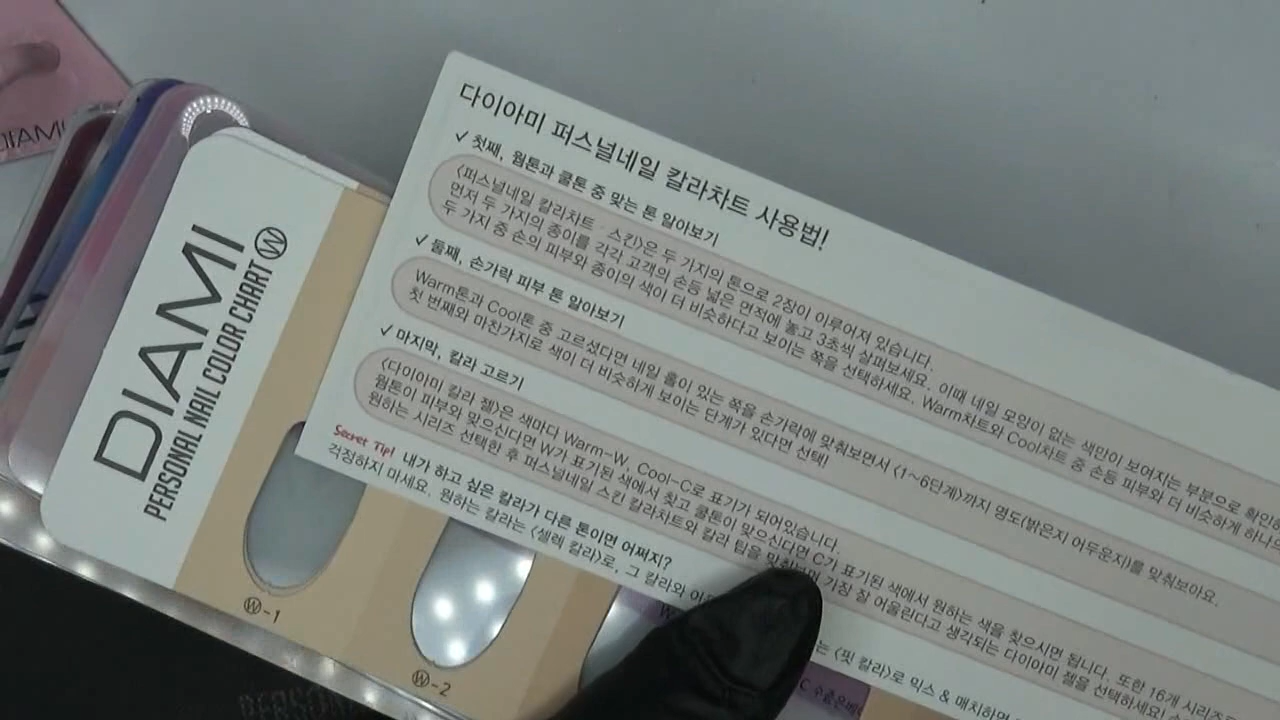 다이아미 퍼스널네일 칼라차트 사용법!
✓ 첫째, 웜톤과 쿨톤 중 맞는 톤 알아보기
〈퍼스널네일 칼라차트 스킨〉은 두 가지의 톤으로 2장이 이루어져 있습니다.
먼저 두 가지의 종이를 각각 고객의 손등 넓은 면적에 놓고 3초씩 살펴보세요. 이때 네일 모양이 없는 색만이 보여지는 부분으로
두 가지 중 손의 피부와 종이의 색이 더 비슷하다고 보이는 쪽을 선택하세요. Warm차트와 Cool차트 중 손등 피부와 더 비슷하게
✓ 둘째, 손가락 피부 톤 알아보기
Warm톤과 Cool톤 중 고르셨다면 네일 홀이 있는 쪽을 손가락에 맞춰보면서 〈1~6단계〉까지 명도(밝은지 어두운지)를 맞춰보아요.
첫 번째와 마찬가지로 색이 더 비슷하게 보이는 단계가 있다면 선택!
✓ 마지막, 칼라 고르기
〈다이아미 칼라 젤〉은 색마다 Warm-W, Cool-C로 표기가 되어있습니다.
웜톤이 피부와 맞으신다면 W가 표기된 색에서 찾고 쿨톤이 맞으신다면 C가 표기된 색에서 원하는 색을 찾으시면 됩니다. 또한 16개
원하는 시리즈 선택한 후 퍼스널네일 스킨 칼라차트와 칼라 팁을 맞춰보며 가장 잘 어울린다고 생각되는 다이아미 젤을 선택하세요!
Secret Tip! 내가 하고 싶은 칼라가 다른 톤이면 어쩌지?
걱정하지 마세요. 원하는 칼라는 〈셀렉 칼라〉로, 그 칼라와
는 〈핏 칼라〉로 믹스 & 매치하면
DIAMI
PERSONAL NAIL COLOR CHART W
W-1
W-2
DIAMI